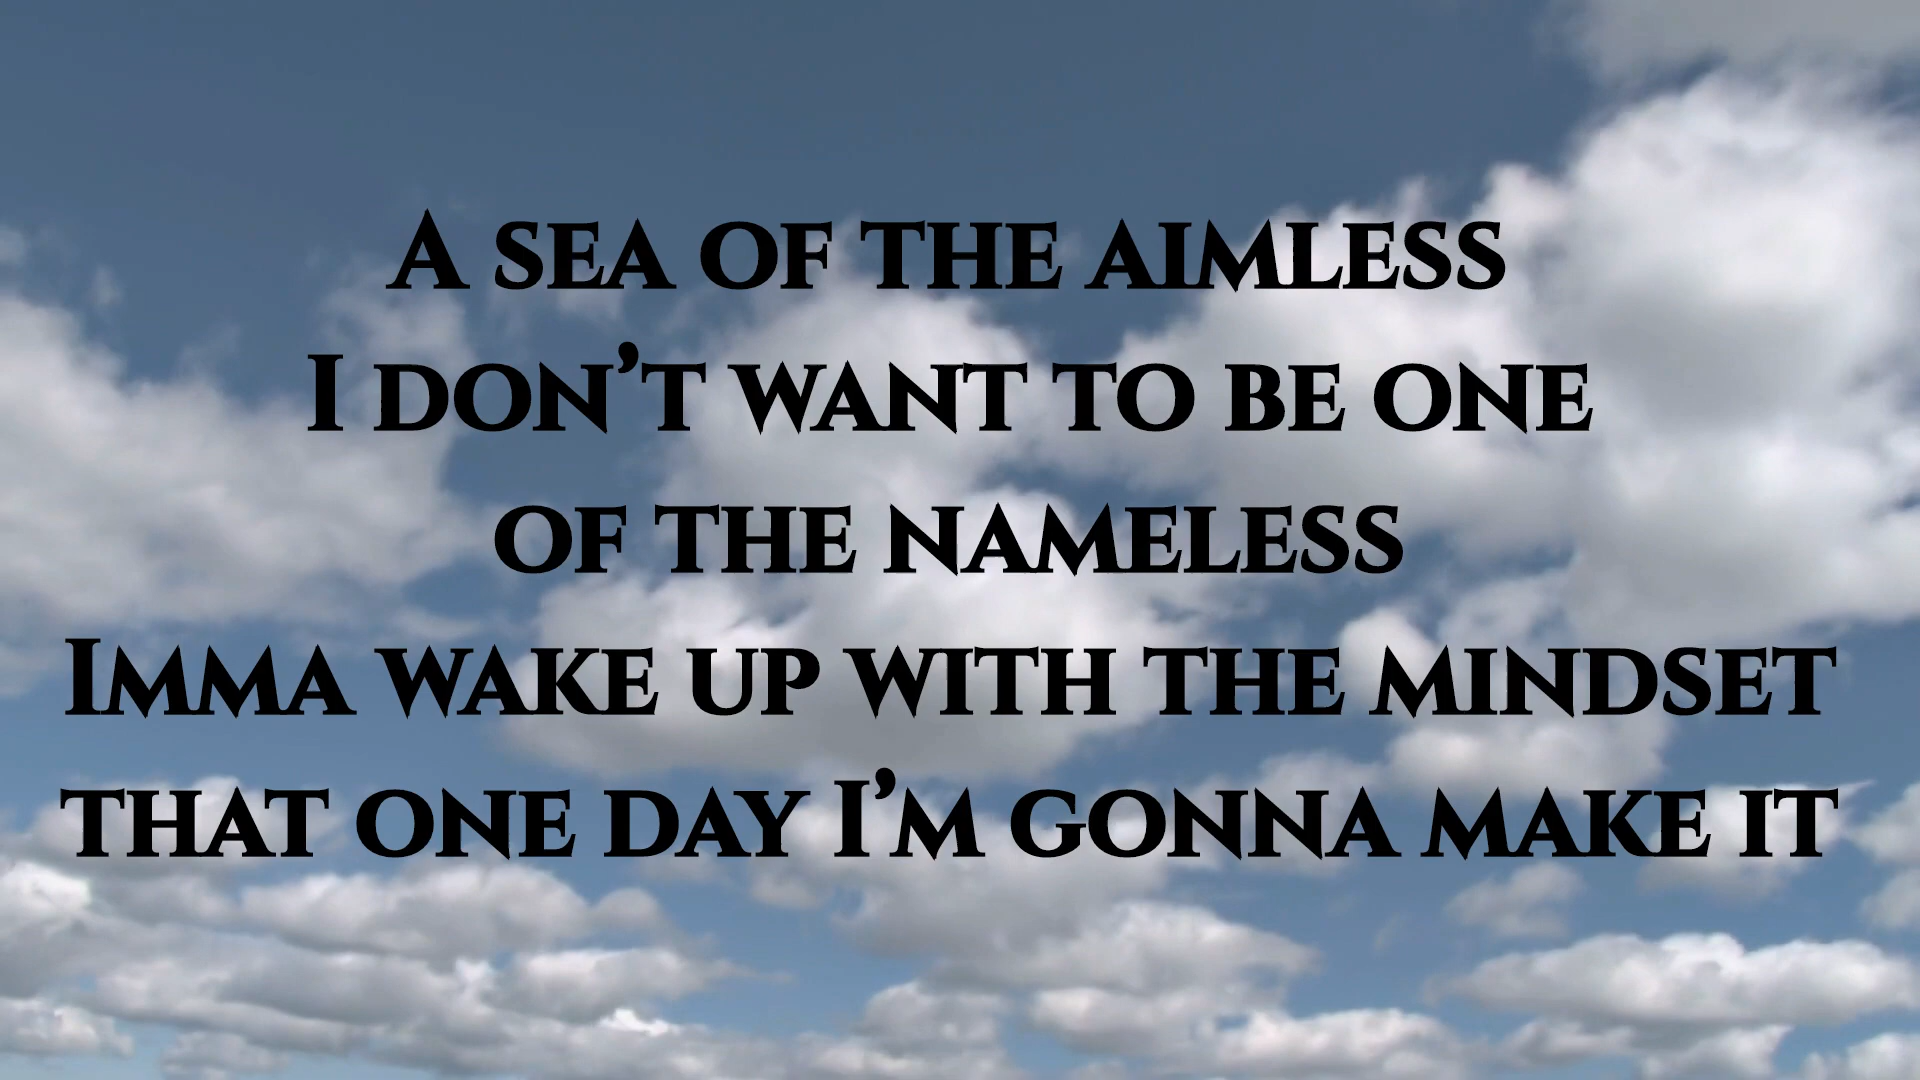 A sea of the aimless
I don’t want to be one
of the nameless
Imma wake up with the mindset
that one day I’m gonna make it